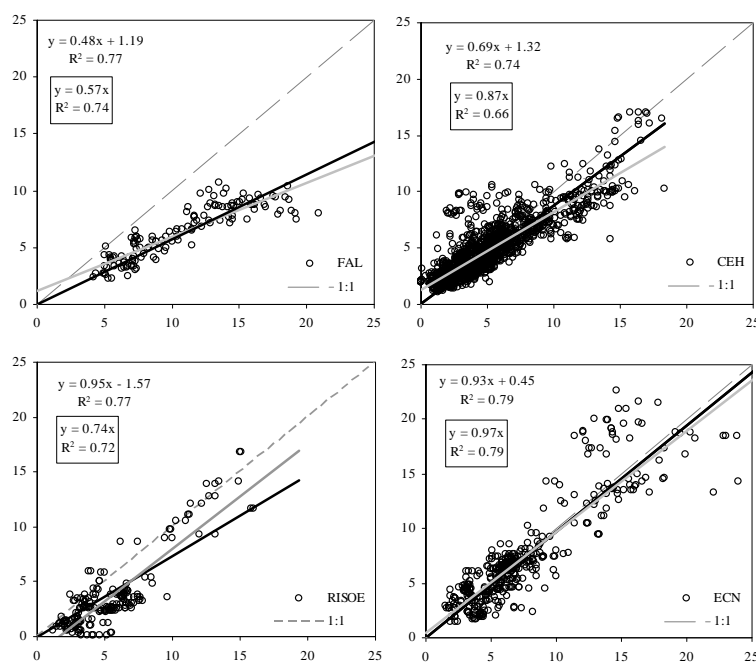 25
20
15
10
5
0
0 5 10 15 20 25
y = 0.48x + 1.19
R² = 0.77
y = 0.57x
R² = 0.74
FAL
1:1
25
20
15
10
5
0
0 5 10 15 20 25
y = 0.69x + 1.32
R² = 0.74
y = 0.87x
R² = 0.66
CEH
1:1
25
20
15
10
5
0
0 5 10 15 20 25
y = 0.95x - 1.57
R² = 0.77
y = 0.74x
R² = 0.72
RISOE
1:1
25
20
15
10
5
0
0 5 10 15 20 25
y = 0.93x + 0.45
R² = 0.79
y = 0.97x
R² = 0.79
ECN
1:1